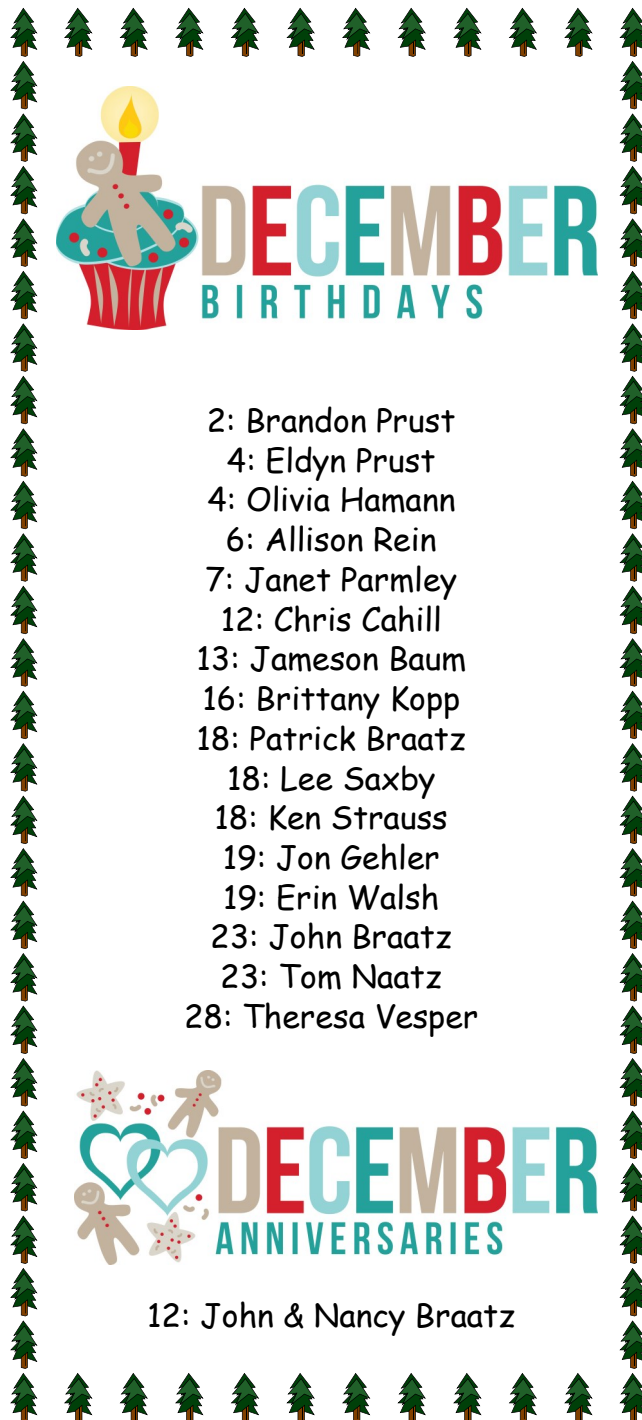 DECEMBER
BIRTHDAYS
2: Brandon Prust
4: Eldyn Prust
4: Olivia Hamann
6: Allison Rein
7: Janet Parmley
12: Chris Cahill
13: Jameson Baum
16: Brittany Kopp
18: Patrick Braatz
18: Lee Saxby
18: Ken Strauss
19: Jon Gehler
19: Erin Walsh
23: John Braatz
23: Tom Naatz
28: Theresa Vesper
DECEMBER
ANNIVERSARIES
12: John & Nancy Braatz